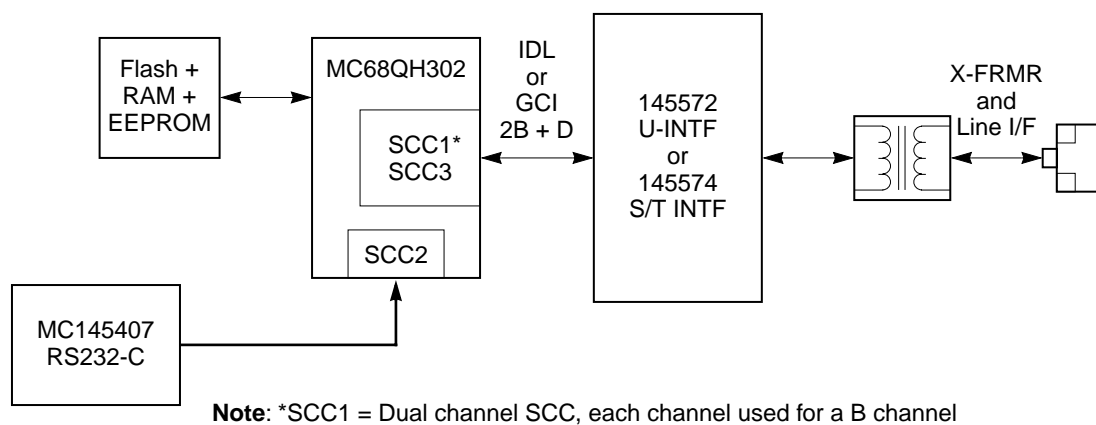 Flash +
RAM +
EEPROM
MC68QH302
SCC1*
SCC3
SCC2
IDL
or
GCI
2B + D
145572
U-INTF
or
145574
S/T INTF
X-FRMR
and
Line I/F
MC145407
RS232-C
Note: *SCC1 = Dual channel SCC, each channel used for a B channel